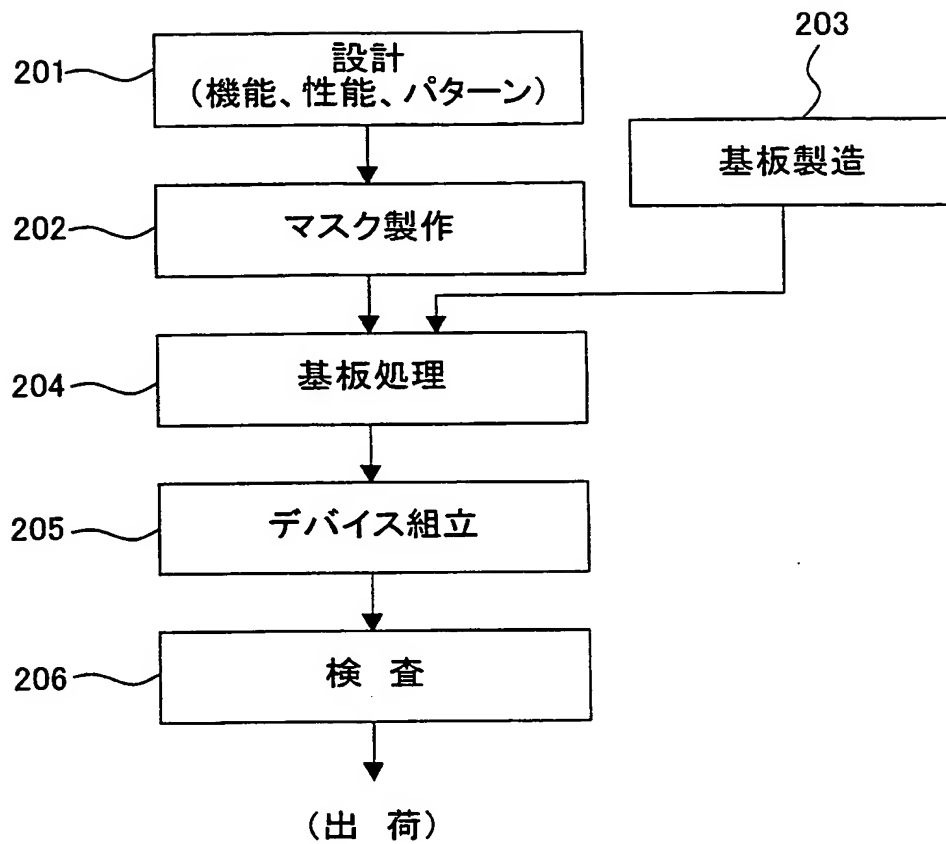 203
201
設計
(機能、性能、パターン)
基板製造
202
マスク製作
204
基板処理
205
デバイス組立
206
検 査
(出 荷)